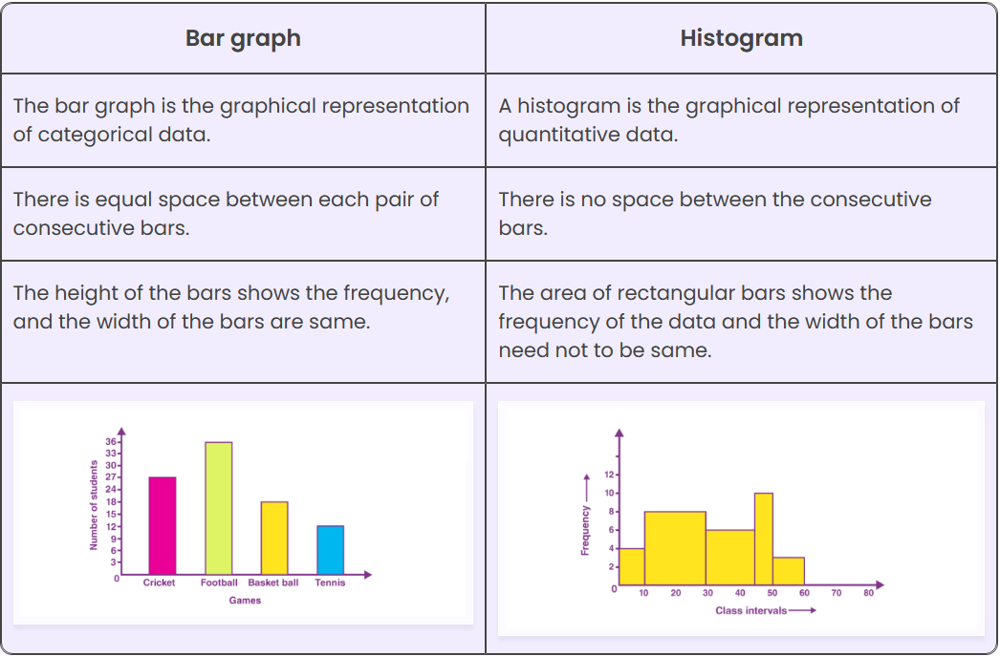 Bar graph
Histogram
The bar graph is the graphical representation
of categorical data.
A histogram is the graphical representation of
quantitative data.
There is equal space between each pair of
consecutive bars.
There is no space between the consecutive
bars.
The height of the bars shows the frequency,
and the width of the bars are same.
The area of rectangular bars shows the
frequency of the data and the width of the bars
need not to be same.
Number of students
36
33
30
27
24
21
18
15
12
9
6
3
0
Cricket Football Basket ball Tennis
Games
Frequency
12
10
8
6
4
2
0
10 20 30 40 50 60 70 80
Class intervals